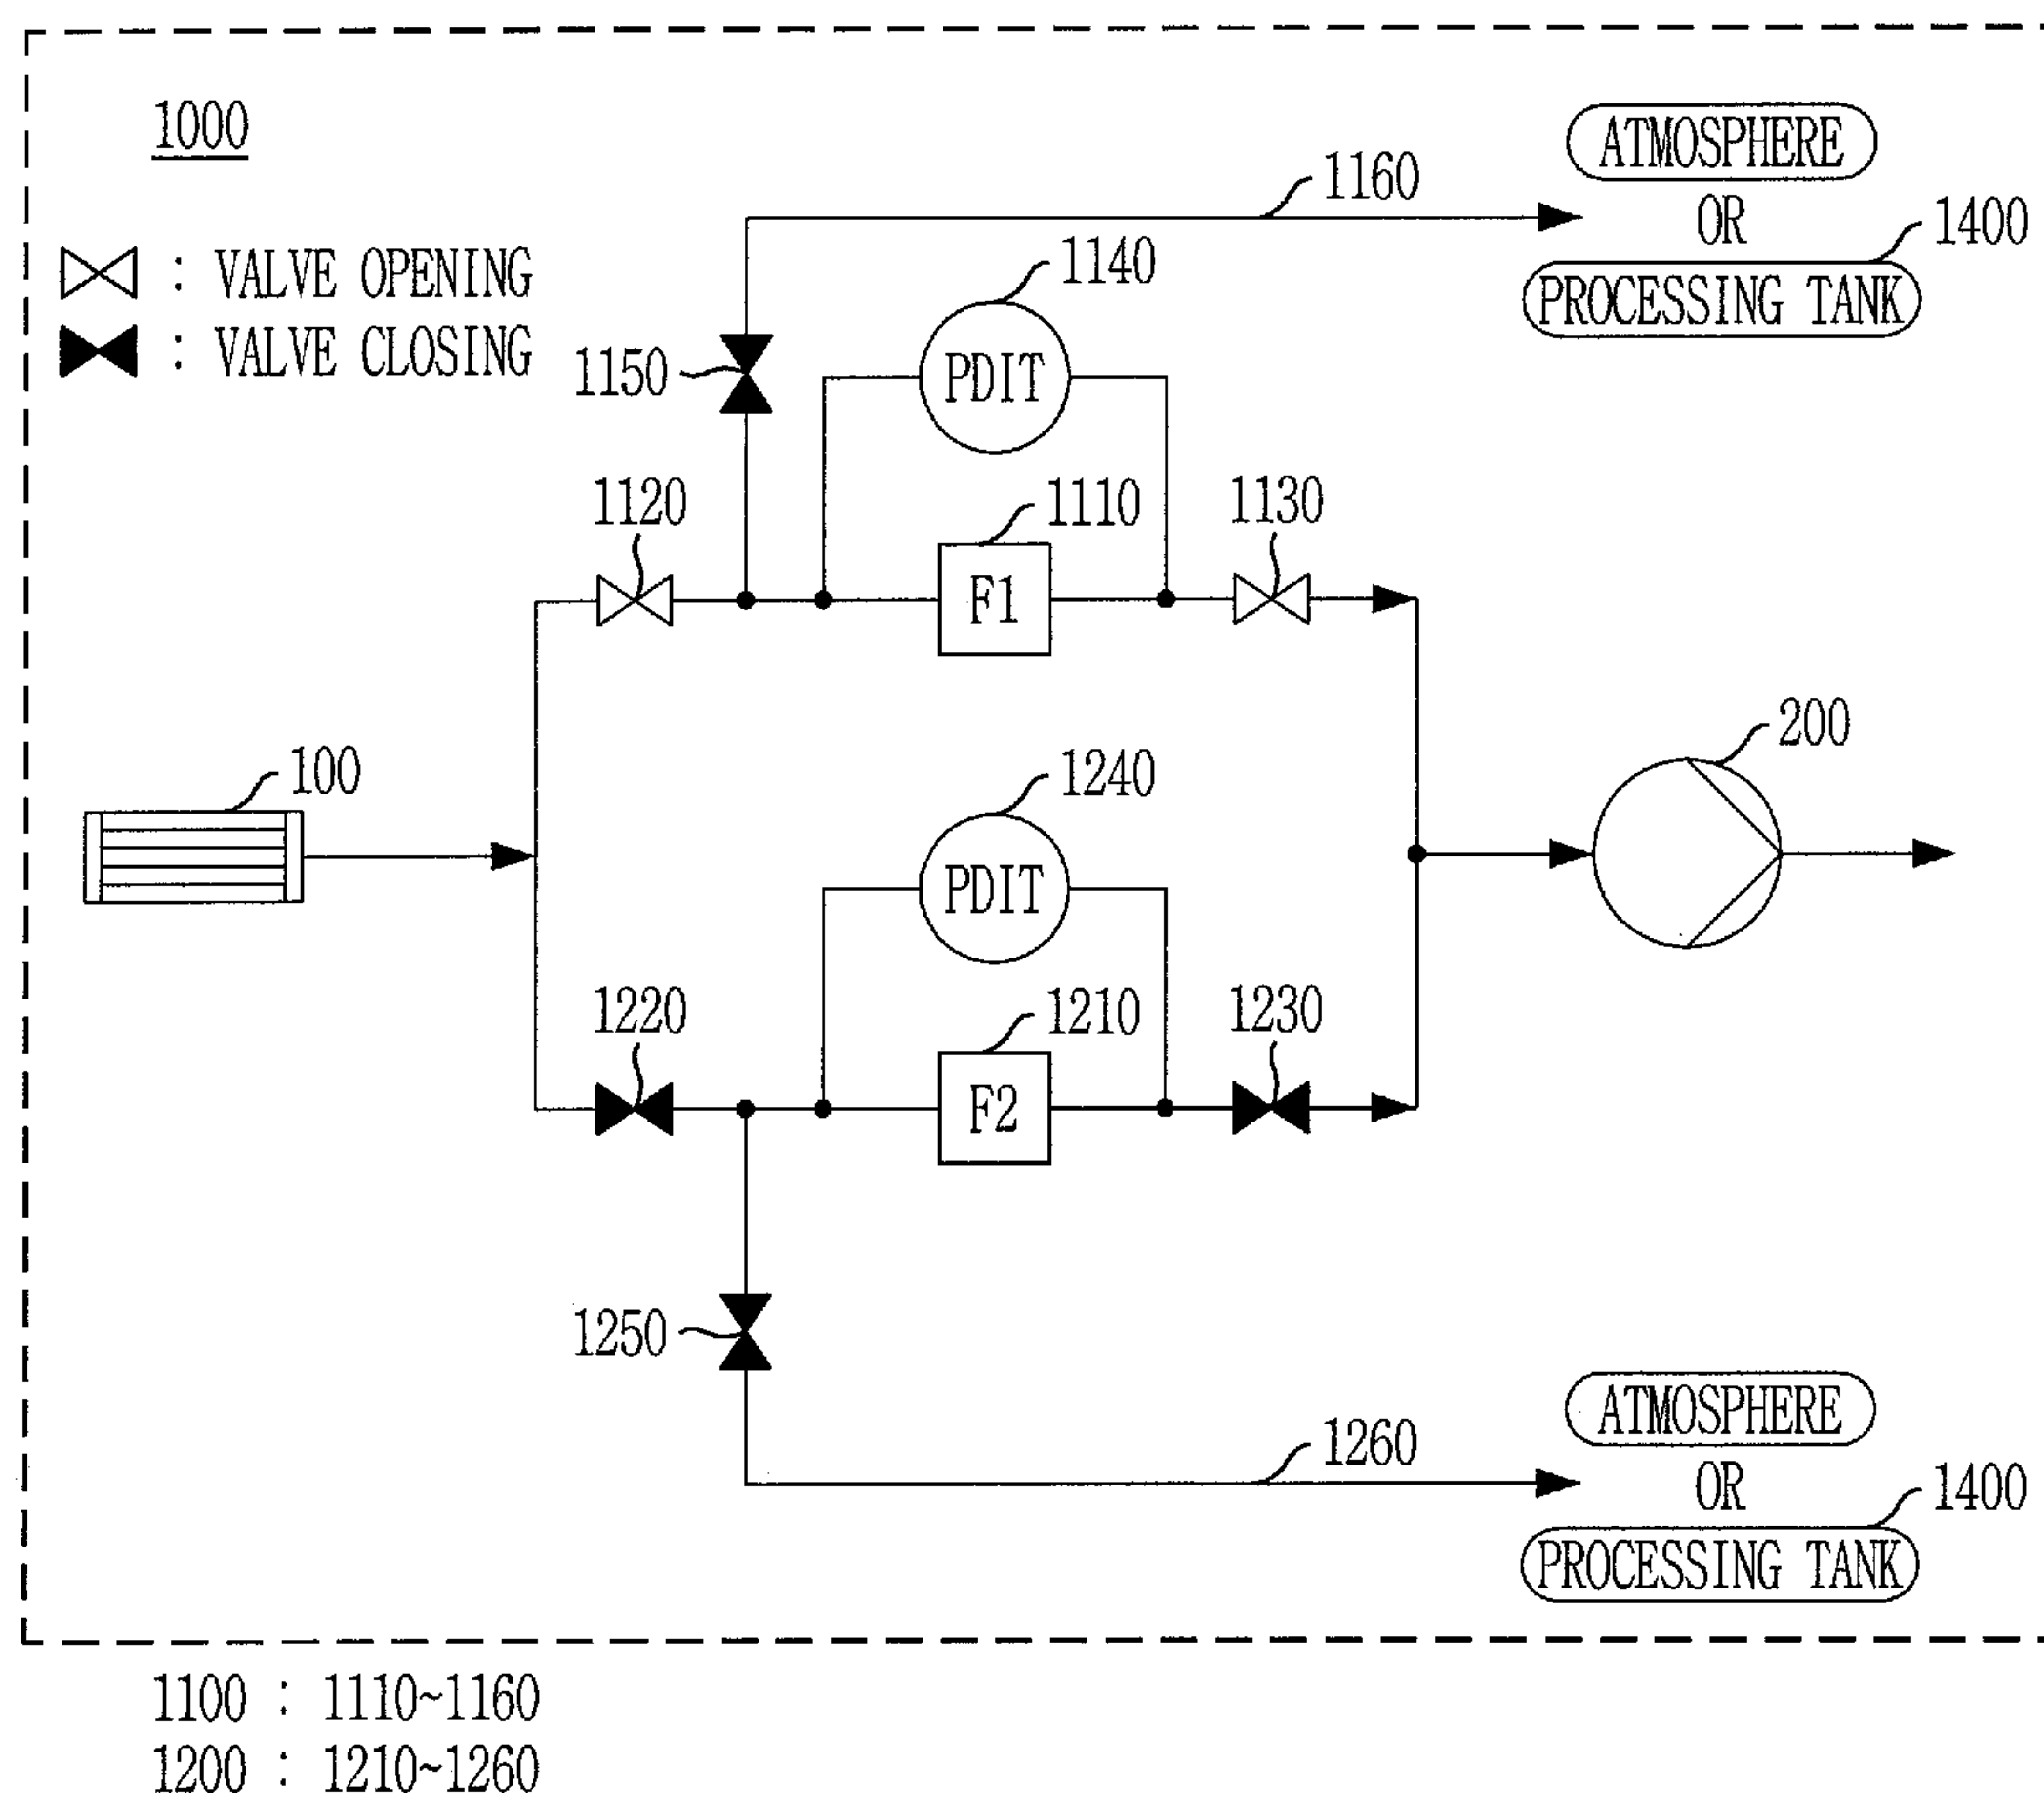 1000
: VALVE OPENING
: VALVE CLOSING
ATMOSPHERE
OR
1400
PROCESSING TANK
1160
1140
PDIT
1150
1120
1110
F1
1130
100
200
1240
PDIT
1220
1210
F2
1230
1250
1260
ATMOSPHERE
OR
1400
PROCESSING TANK
1100 : 1110~1160
1200 : 1210~1260